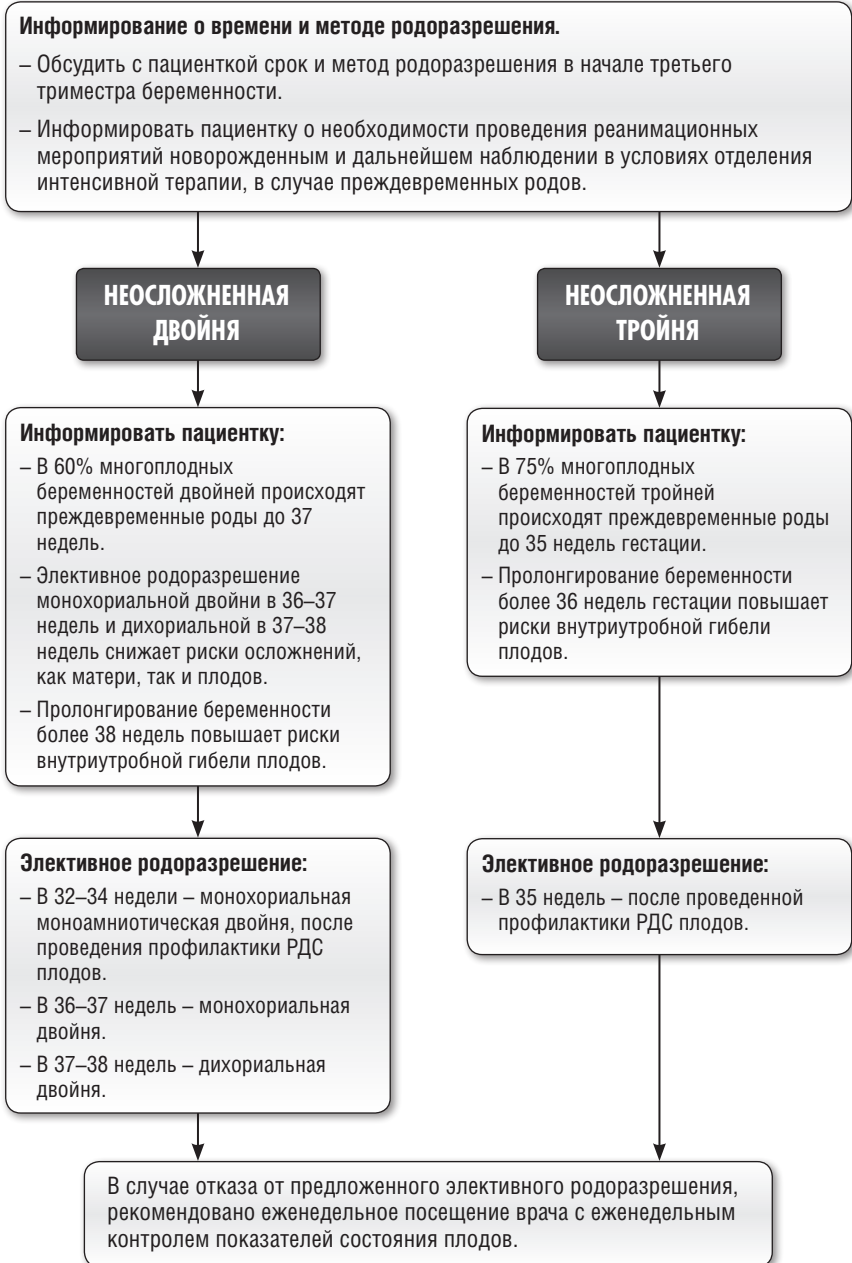 Информирование о времени и методе родоразрешения.
– Обсудить с пациенткой срок и метод родоразрешения в начале третьего
триместра беременности.
– Информировать пациентку о необходимости проведения реанимационных
мероприятий новорожденным и дальнейшем наблюдении в условиях отделения
интенсивной терапии, в случае преждевременных родов.
НЕОСЛОЖНЕННАЯ
ДВОЙНЯ
Информировать пациентку:
– В 60% многоплодных
беременностей двойней происходят
преждевременные роды до 37
недель.
– Элективное родоразрешение
монохориальной двойни в 36–37
недель и дихориальной в 37–38
недель снижает риски осложнений,
как матери, так и плодов.
– Пролонгирование беременности
более 38 недель повышает риски
внутриутробной гибели плодов.
Элективное родоразрешение:
– В 32–34 недели – монохориальная
моноамниотическая двойня, после
проведения профилактики РДС
плодов.
– В 36–37 недель – монохориальная
двойня.
– В 37–38 недель – дихориальная
двойня.
НЕОСЛОЖНЕННАЯ
ТРОЙНЯ
Информировать пациентку:
– В 75% многоплодных
беременностей тройней
происходят преждевременные роды
до 35 недель гестации.
– Пролонгирование беременности
более 36 недель гестации повышает
риски внутриутробной гибели
плодов.
Элективное родоразрешение:
– В 35 недель – после проведенной
профилактики РДС плодов.
В случае отказа от предложенного элективного родоразрешения,
рекомендовано еженедельное посещение врача с еженедельным
контролем показателей состояния плодов.